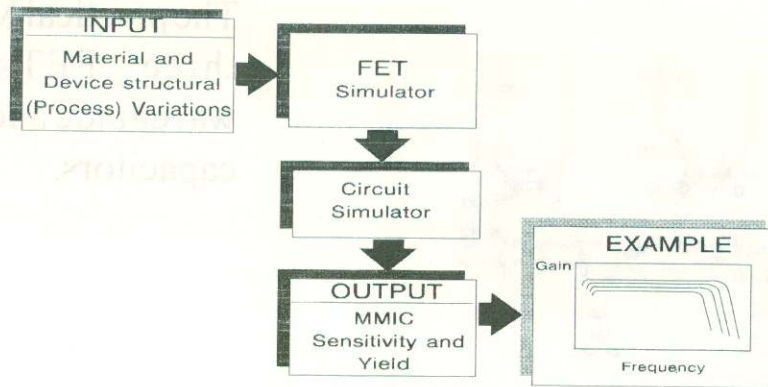 INPUT
Material and
Device structural
(Process) Variations
FET
Simulator
Circuit
Simulator
OUTPUT
MMIC
Sensitivity and
Yield
EXAMPLE
Gain
Frequency
capacitors,